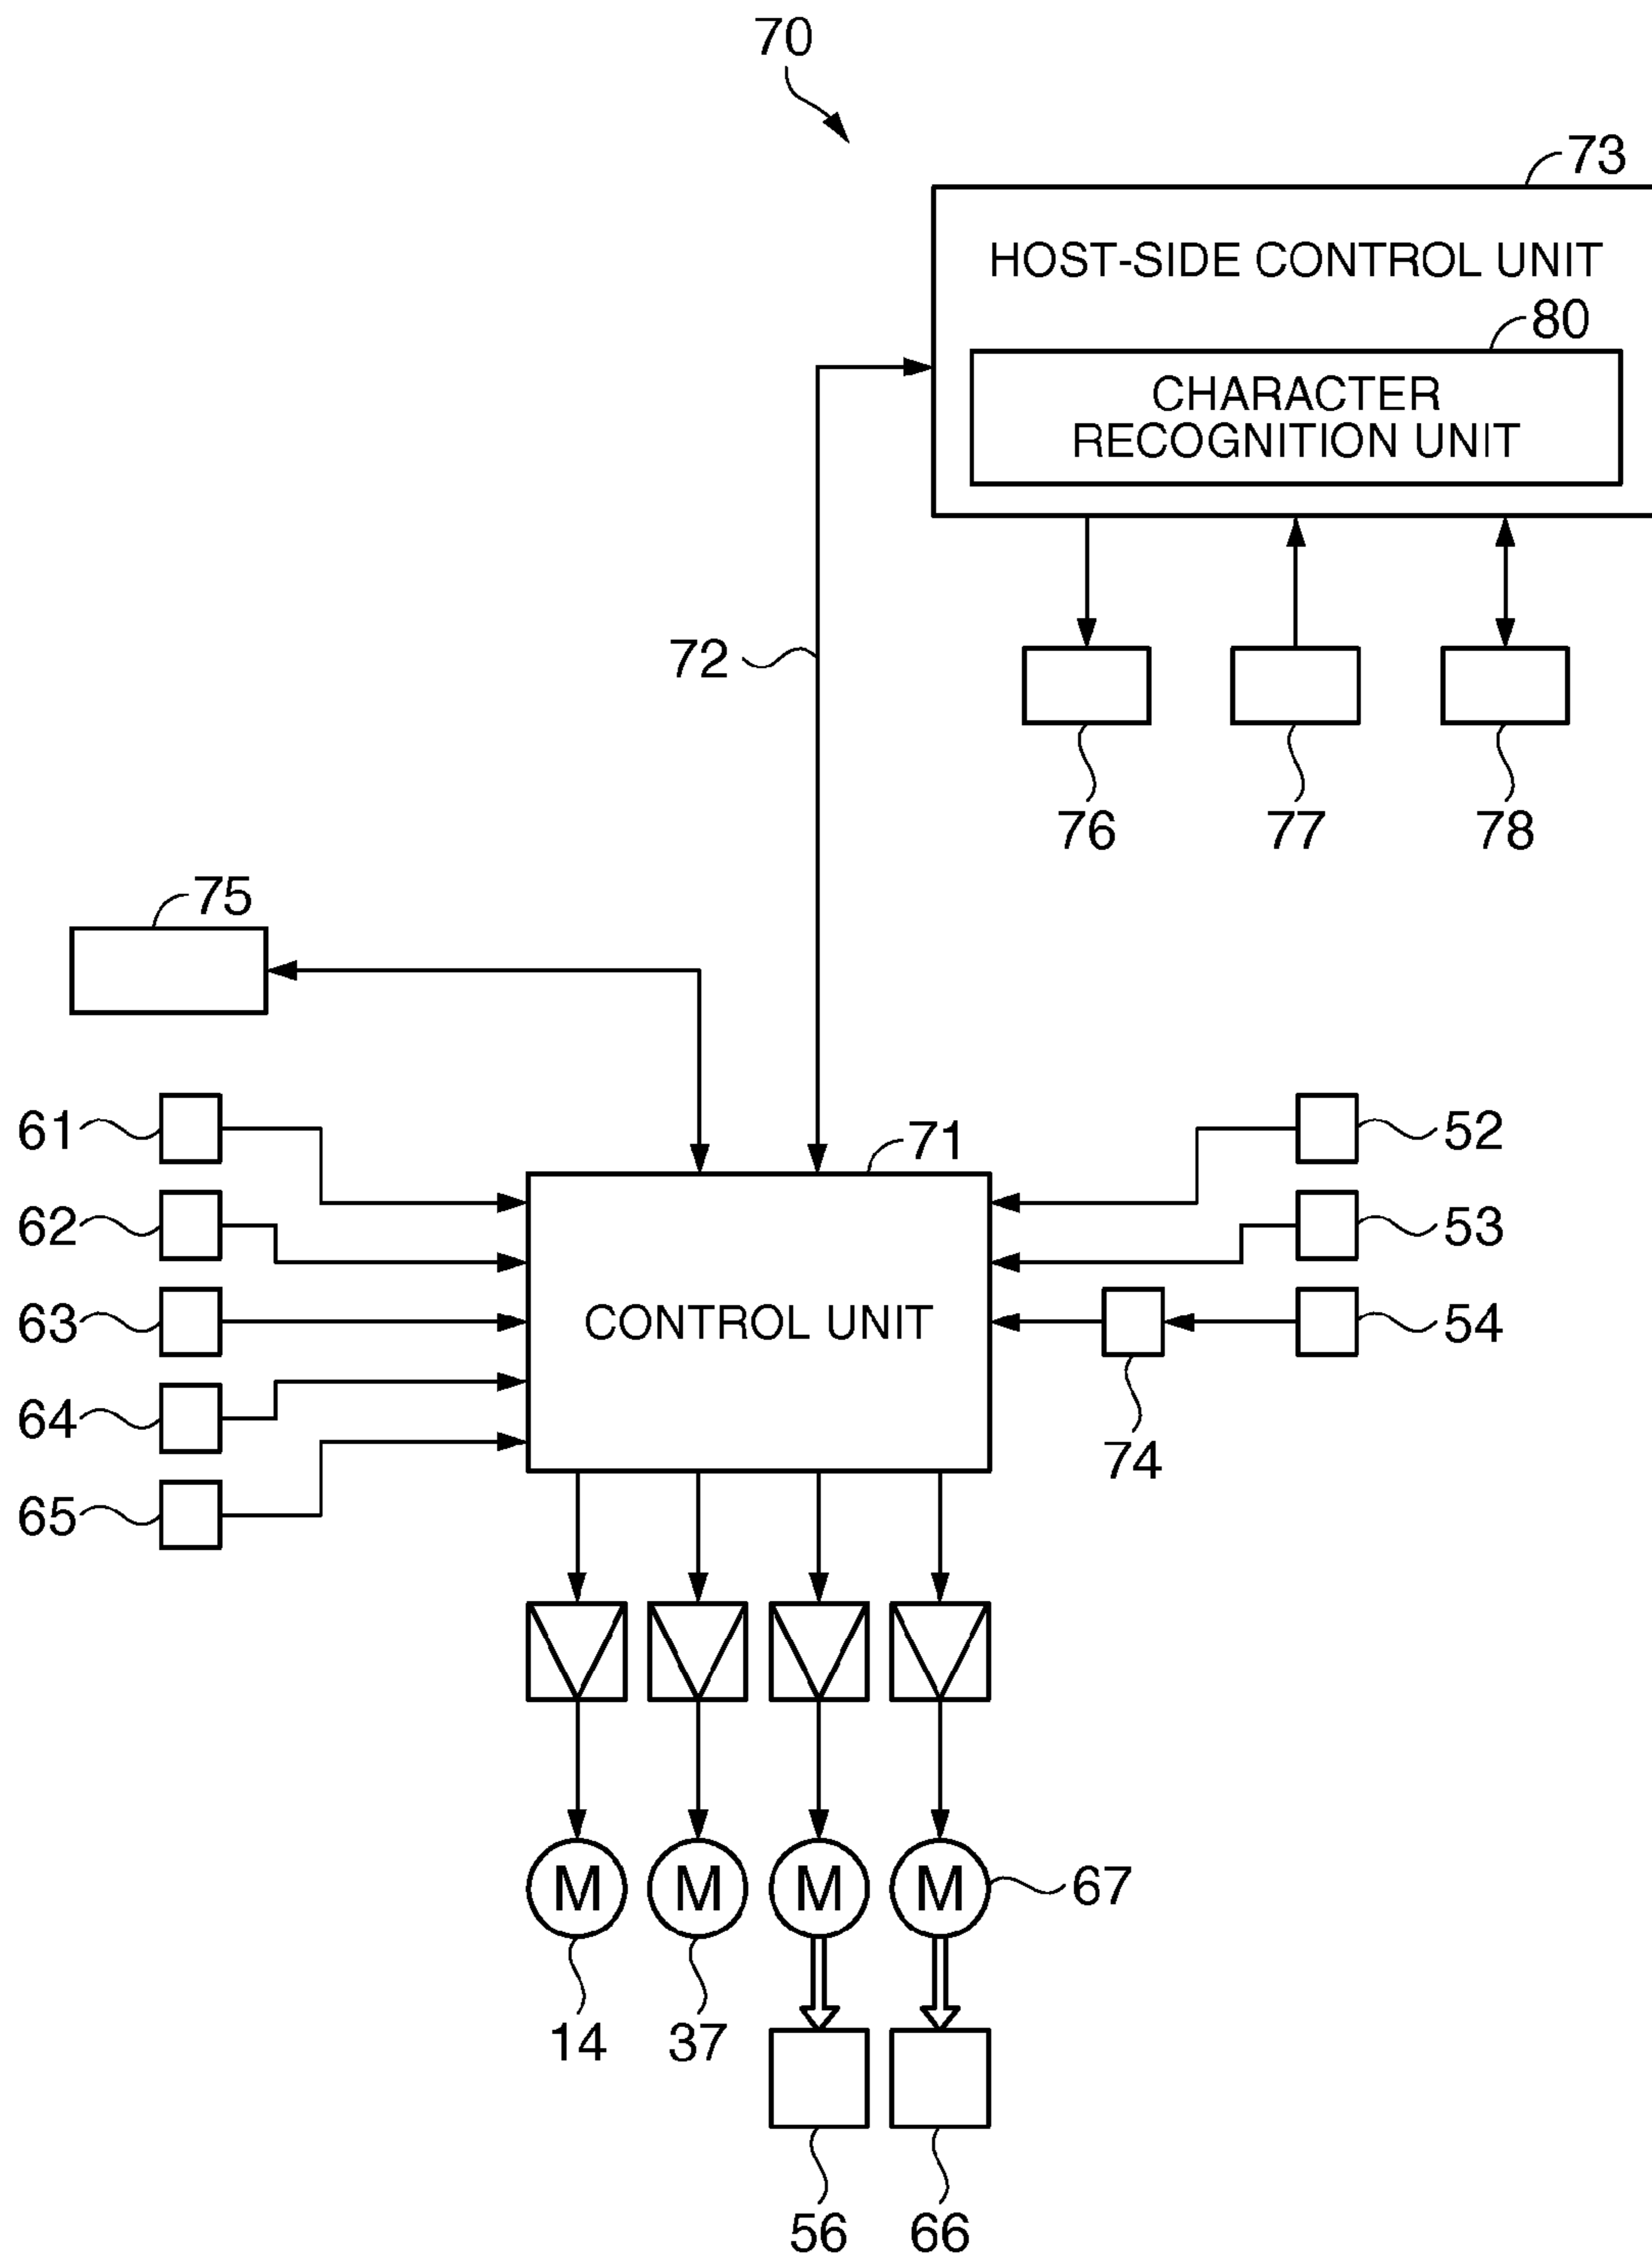 70
73
HOST-SIDE CONTROL UNIT
80
CHARACTER
RECOGNITION UNIT
72
76
77
78
75
61
71
52
62
53
63
CONTROL UNIT
54
64
74
65
M
M
M
M
67
14
37
56
66